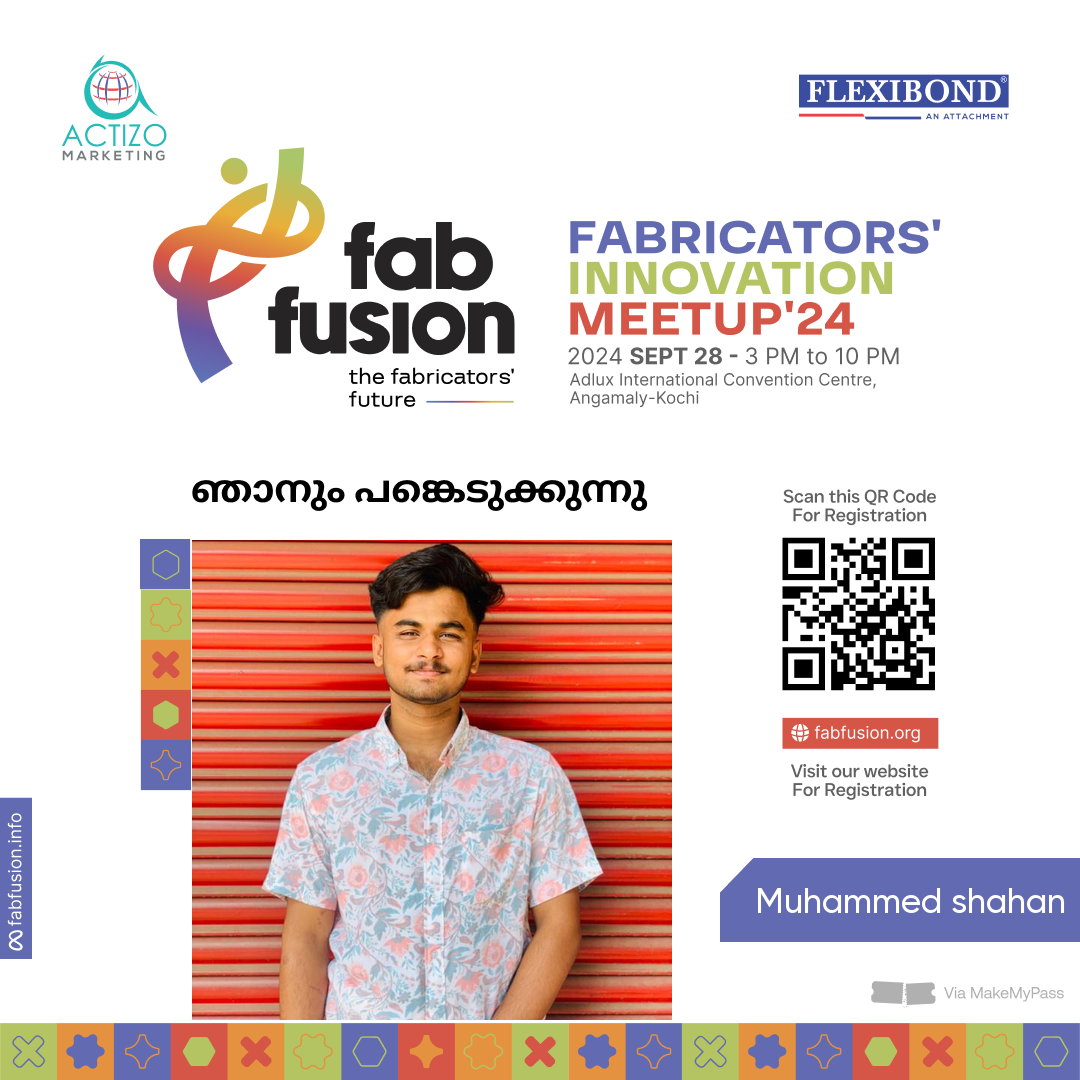 ACTIZO
MARKETING
FLEXIBOND®
AN ATTACHMENT
fab
fusion
the fabricators'
future
FABRICATORS'
INNOVATION
MEETUP'24
2024 SEPT 28 - 3 PM to 10 PM
Adlux International Convention Centre,
Angamaly-Kochi
ഞാനും പങ്കെടുക്കുന്നു
Scan this QR Code
For Registration
fabfusion.org
Visit our website
For Registration
fabfusion.info
Muhammed shahan
Via MakeMyPass